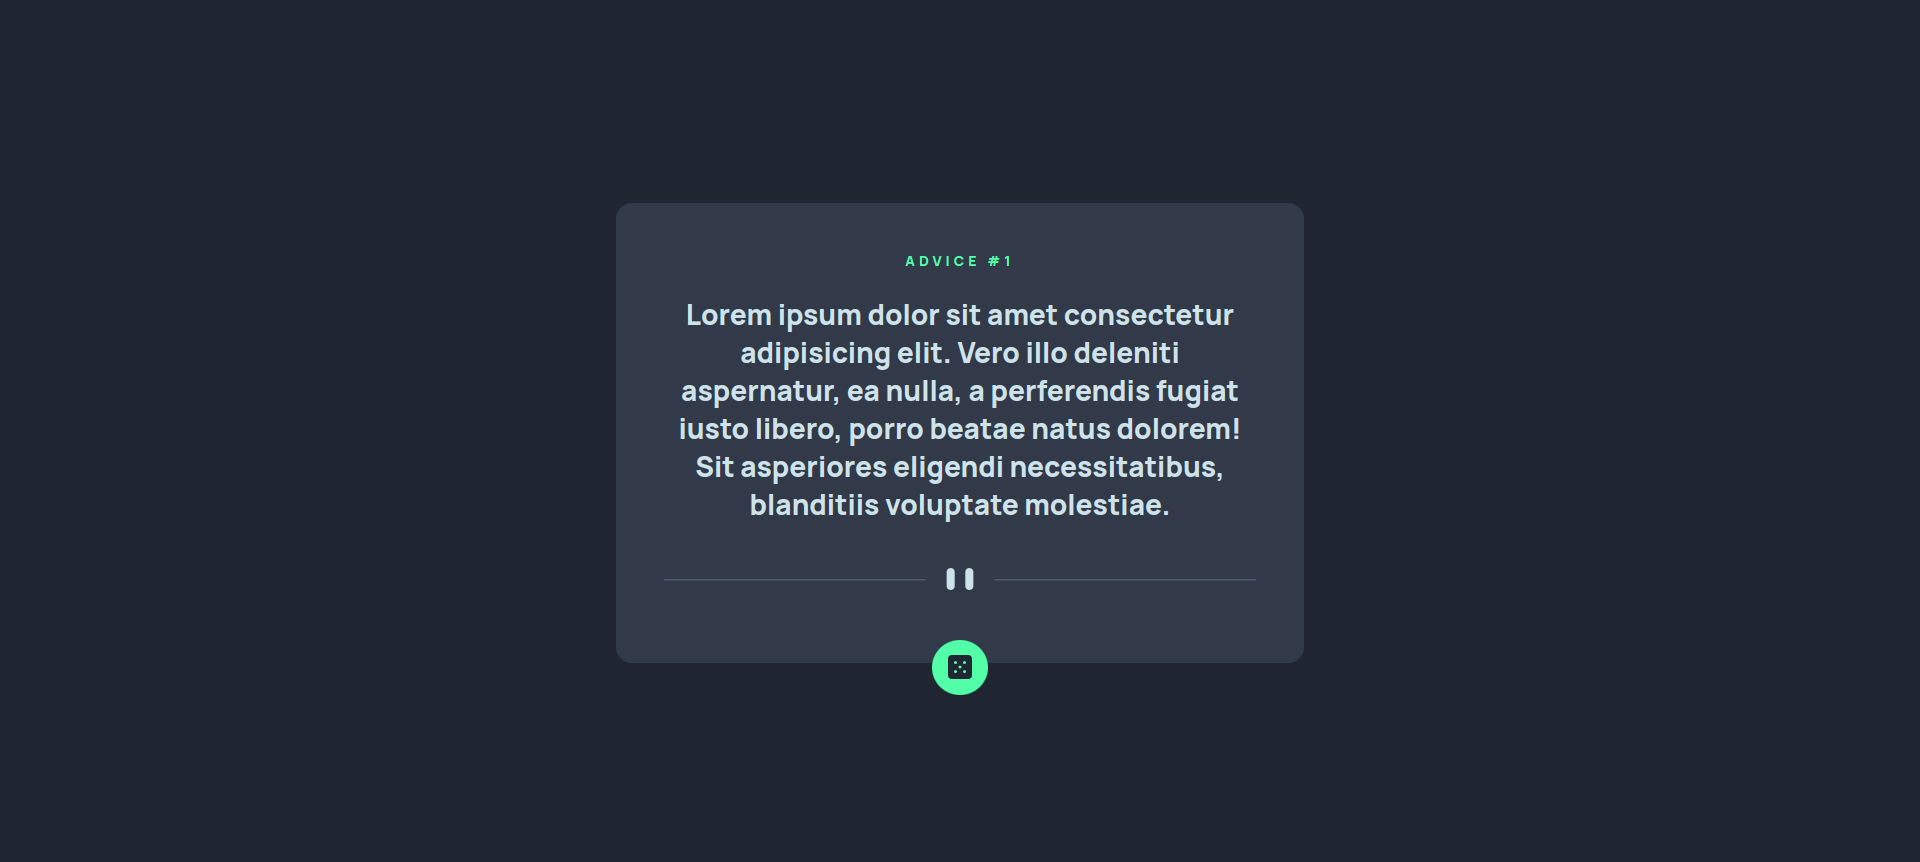 ADVICE #1
Lorem ipsum dolor sit amet consectetur
adipisicing elit. Vero illo deleniti
aspernatur, ea nulla, a perferendis fugiat
iusto libero, porro beatae natus dolorem!
Sit asperiores eligendi necessitatibus,
blanditiis voluptate molestiae.